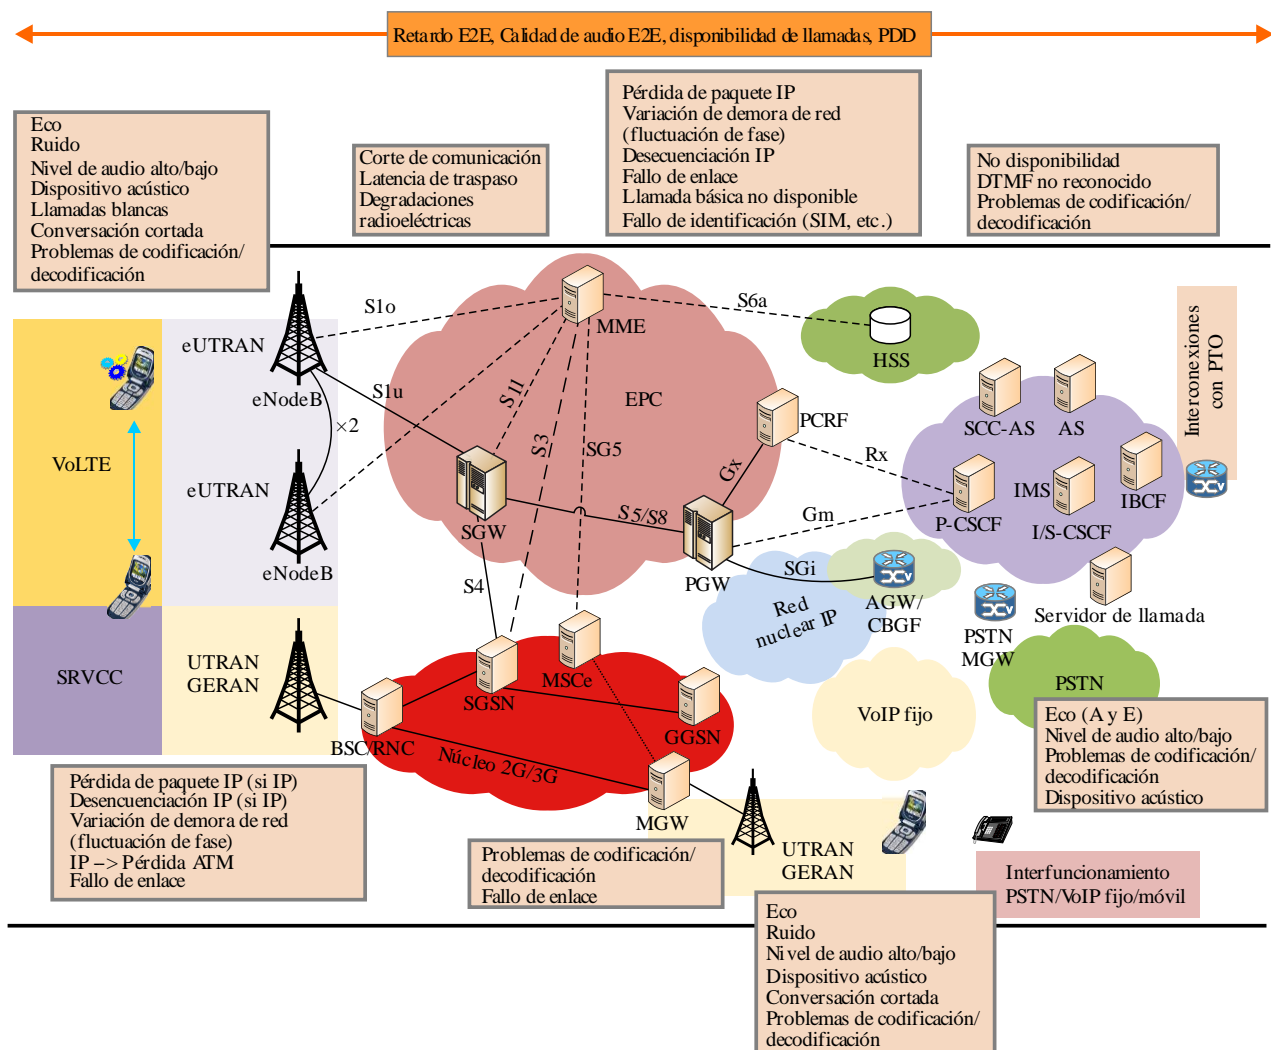 Retardo E2E, Calidad de audio E2E, disponibilidad de llamadas, PDD
Eco
Ruido
Nivel de audio alto/bajo
Dispositivo acústico
Llamadas blancas
Conversación cortada
Problemas de codificación/
decodificación
Corte de comunicación
Latencia de traspaso
Degradaciones
radioeléctricas
Pérdida de paquete IP
Variación de demora de red
(fluctuación de fase)
Desecuenciación IP
Fallo de enlace
Llamada básica no disponible
Fallo de identificación (SIM, etc.)
No disponibilidad
DTMF no reconocido
Problemas de codificación/
decodificación
VoLTE
SRVCC
eUTRAN
eNodeB
×2
eUTRAN
eNodeB
UTRAN
GERAN
S1o
S1u
MME
S6a
HSS
EPC
S11
S3
SG5
SGW
S5/S8
S4
PCRF
Gx
Rx
Gm
PGW
SGi
AGW/
CBGF
Red
nuclear IP
SCC-AS
AS
IMS
IBCF
P-CSCF
I/S-CSCF
Interconexiones
con PTO
Servidor de llamada
PSTN
MGW
PSTN
VoIP fijo
BSC/RNC
SGSN
MSCe
GGSN
Núcleo 2G/3G
MGW
UTRAN
GERAN
Eco (A y E)
Nivel de audio alto/bajo
Problemas de codificación/
decodificación
Dispositivo acústico
Interfuncionamiento
PSTN/VoIP fijo/móvil
Pérdida de paquete IP (si IP)
Desencuenciación IP (si IP)
Variación de demora de red
(fluctuación de fase)
IP –> Pérdida ATM
Fallo de enlace
Problemas de codificación/
decodificación
Fallo de enlace
Eco
Ruido
Nivel de audio alto/bajo
Dispositivo acústico
Conversación cortada
Problemas de codificación/
decodificación